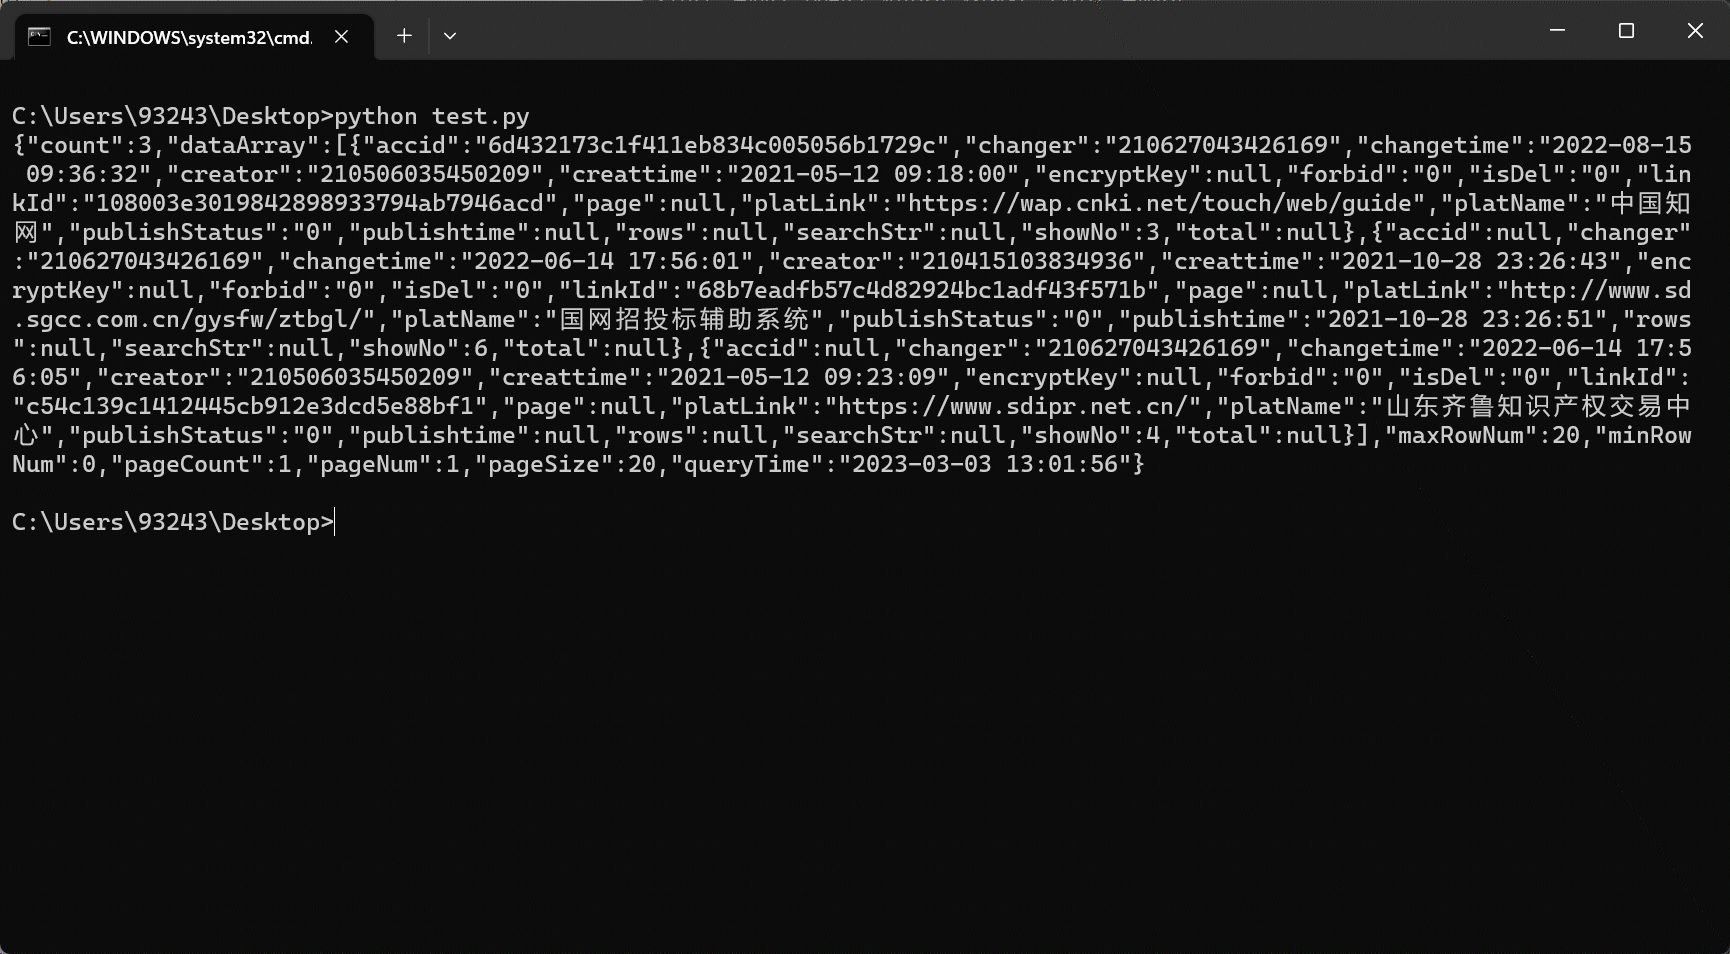 C:\WINDOWS\system32\cmd.
C:\Users\93243\Desktop>python test.py
{"count":3,"dataArray":[{"accid":"6d432173c1f411eb834c005056b1729c","changer":"210627043426169","changetime":"2022-08-15
 09:36:32","creator":"210506035450209","creattime":"2021-05-12 09:18:00","encryptKey":null,"forbid":"0","isDel":"0","lin
kId":"108003e3019842898933794ab7946acd","page":null,"platLink":"https://wap.cnki.net/touch/web/guide","platName":"中国知
网","publishStatus":"0","publishtime":null,"rows":null,"searchStr":null,"showNo":3,"total":null},{"accid":null,"changer"
:"210627043426169","changetime":"2022-06-14 17:56:01","creator":"210415103834936","creattime":"2021-10-28 23:26:43","enc
ryptKey":null,"forbid":"0","isDel":"0","linkId":"68b7eadfb57c4d82924bc1adf43f571b","page":null,"platLink":"http://www.sd
.sgcc.com.cn/gysfw/ztbgl/","platName":"国网招投标辅助系统","publishStatus":"0","publishtime":"2021-10-28 23:26:51","rows
":null,"searchStr":null,"showNo":6,"total":null},{"accid":null,"changer":"210627043426169","changetime":"2022-06-14 17:5
6:05","creator":"210506035450209","creattime":"2021-05-12 09:23:09","encryptKey":null,"forbid":"0","isDel":"0","linkId":
"c54c139c1412445cb912e3dcd5e88bf1","page":null,"platLink":"https://www.sdipr.net.cn/","platName":"山东齐鲁知识产权交易中
心","publishStatus":"0","publishtime":null,"rows":null,"searchStr":null,"showNo":4,"total":null}],"maxRowNum":20,"minRow
Num":0,"pageCount":1,"pageNum":1,"pageSize":20,"queryTime":"2023-03-03 13:01:56"}
C:\Users\93243\Desktop>